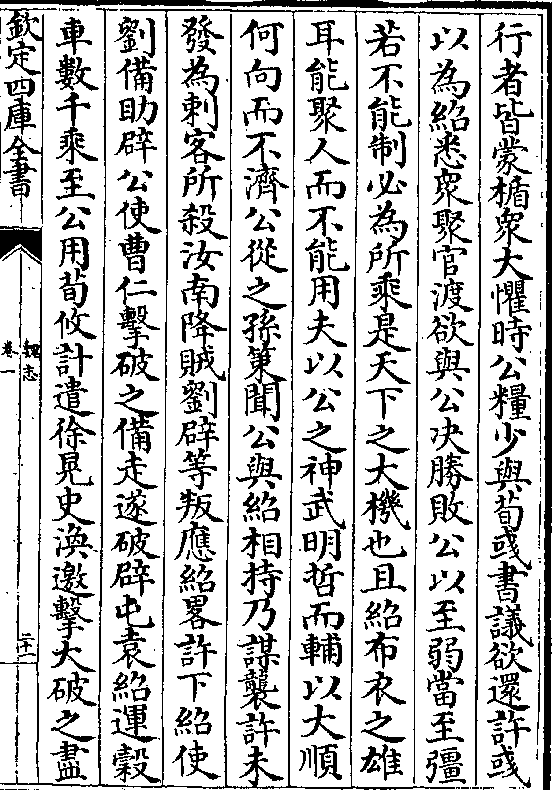 行者皆蒙楯衆大懼時公糧少與荀彧書議欲還許彧
以為紹悉衆聚官渡欲與公決勝敗公以至弱當至彊
若不能制必為所乘是天下之大機也且紹布衣之雄
耳能聚人而不能用夫以公之神武明哲而輔以大順
何向而不濟公從之孫策聞公與紹相持乃謀襲許未
發為刺客所殺汝南降賊劉辟等叛應紹畧許下紹使
劉備助辟公使曹仁擊破之備走遂破辟屯袁紹運穀
車數千乘至公用荀攸計遣徐晃史渙邀擊大破之盡
欽定四庫全書
魏志
卷一
二十一